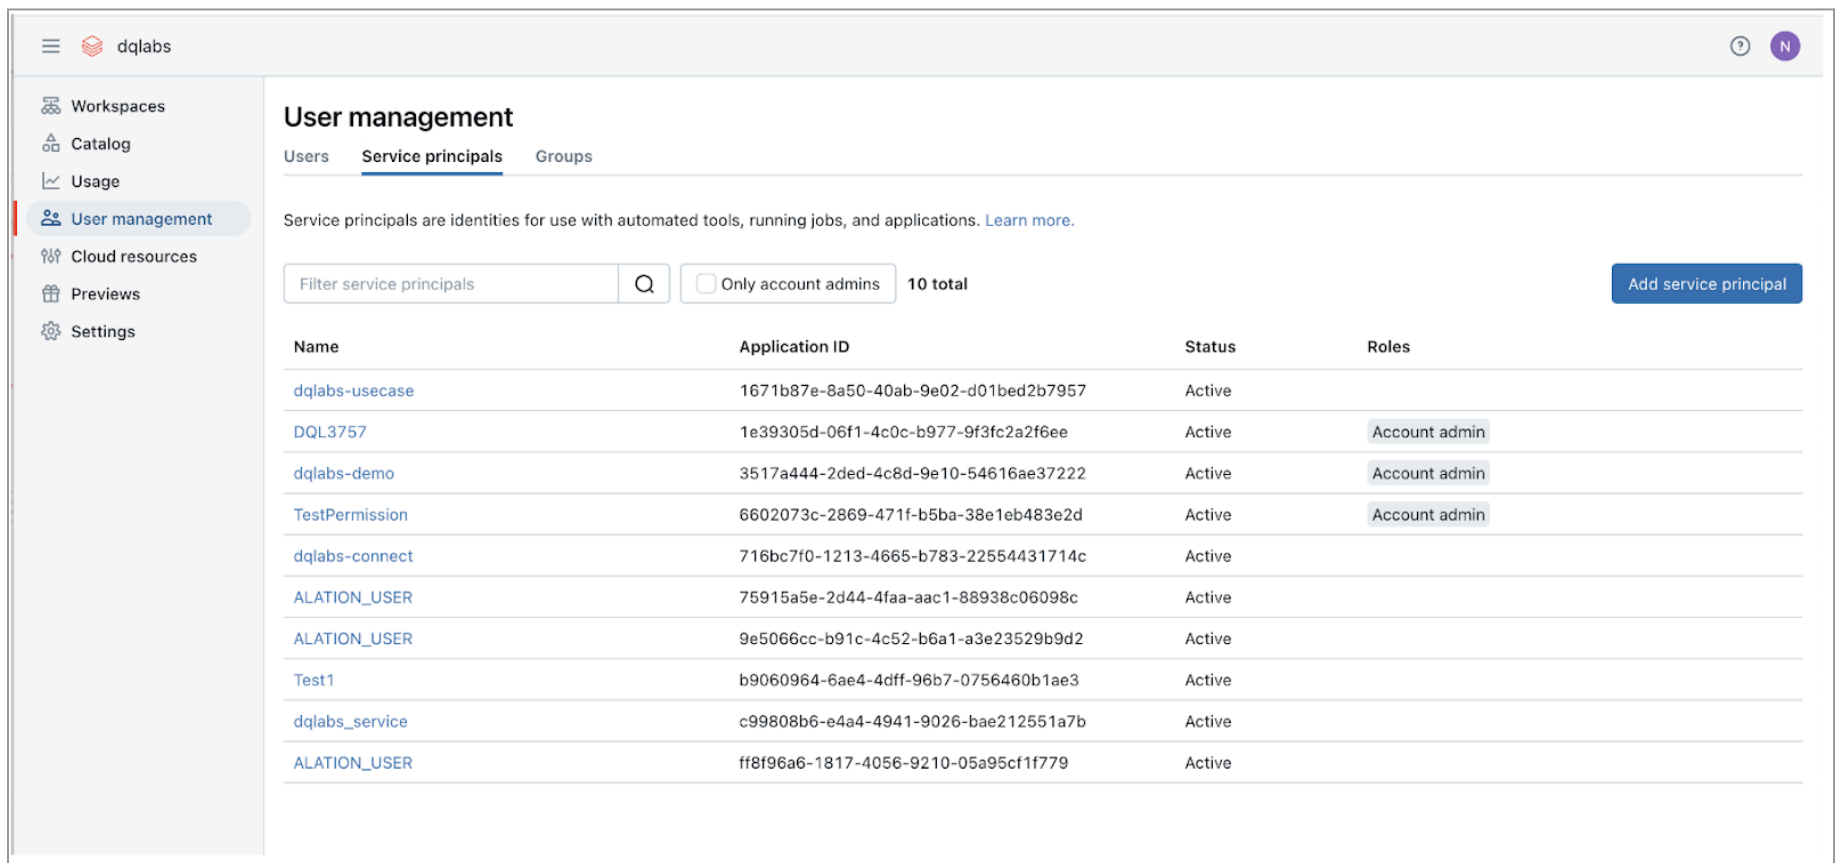 dqlabs
N
Workspaces
Catalog
Usage
User management
Cloud resources
Previews
Settings
User management
Users Service principals Groups
Service principals are identities for use with automated tools, running jobs, and applications. Learn more.
Filter service principals Only account admins 10 total Add service principal
Name Application ID Status Roles
dqlabs-usecase 1671b87e-8a50-40ab-9e02-d01bed2b7957 Active
DQL3757 1e39305d-06f1-4c0c-b977-9f3fc2a2f6ee Active Account admin
dqlabs-demo 3517a444-2ded-4c8d-9e10-54616ae37222 Active Account admin
TestPermission 6602073c-2869-471f-b5ba-38e1eb483e2d Active Account admin
dqlabs-connect 716bc7f0-1213-4665-b783-22554431714c Active
ALATION_USER 75915a5e-2d44-4faa-aac1-88938c06098c Active
ALATION_USER 9e5066cc-b91c-4c52-b6a1-a3e23529b9d2 Active
Test1 b9060964-6ae4-4dff-96b7-0756460b1ae3 Active
dqlabs_service c99808b6-e4a4-4941-9026-bae212551a7b Active
ALATION_USER ff8f96a6-1817-4056-9210-05a95cf1f779 Active